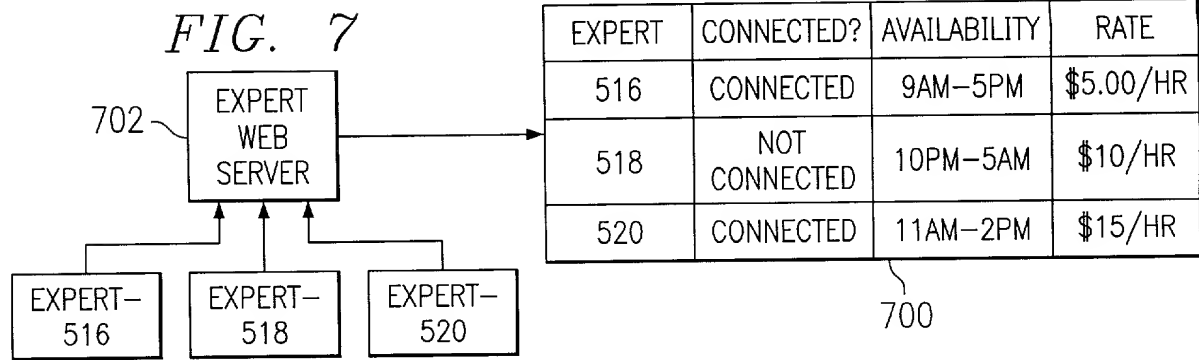 FIG. 7
702
EXPERT
WEB
SERVER
EXPERT–
516
EXPERT–
518
EXPERT–
520
EXPERT CONNECTED? AVAILABILITY RATE
516 CONNECTED 9AM–5PM $5.00/HR
518 NOT
CONNECTED 10PM–5AM $10/HR
520 CONNECTED 11AM–2PM $15/HR
700